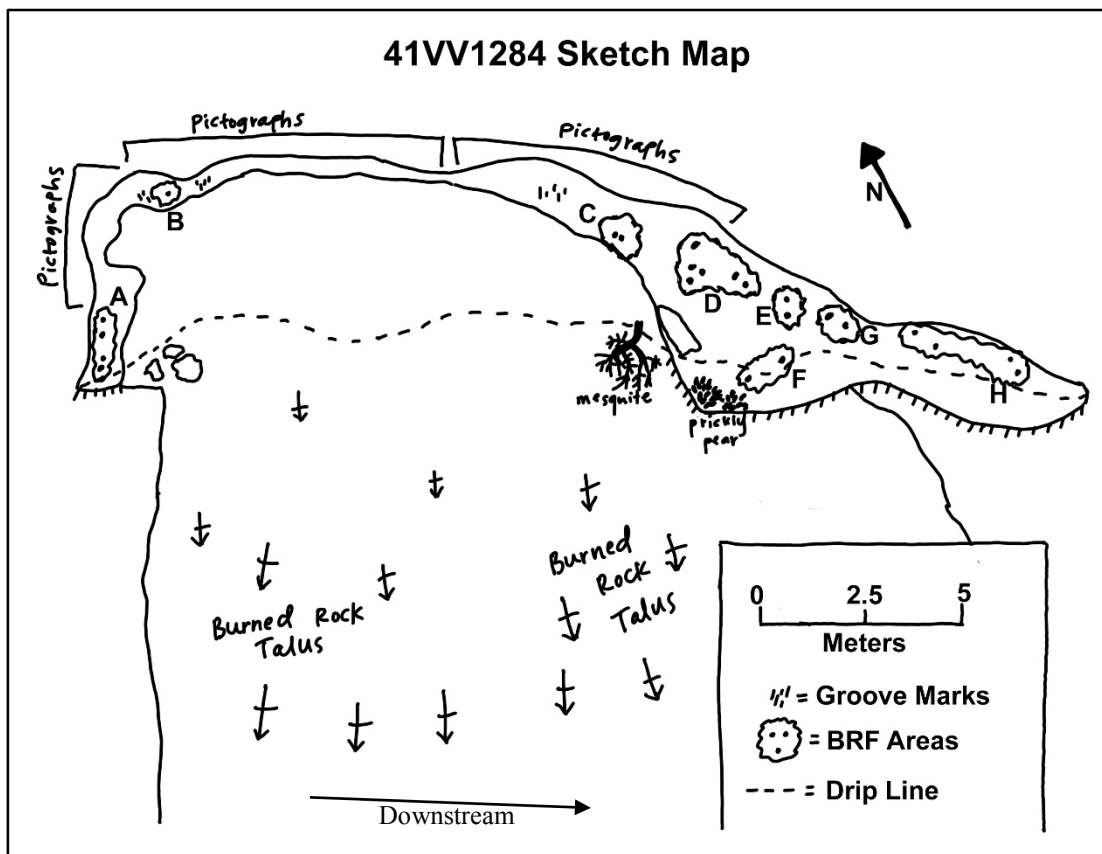 41VV1284 Sketch Map
Pictographs
Pictographs
Pictographs
N
A
B
C
D
E
F
G
H
mesquite
prickly
pear
Burned Rock
Talus
Burned
Rock
Talus
0 2.5 5
Meters
= Groove Marks
= BRF Areas
= Drip Line
Downstream